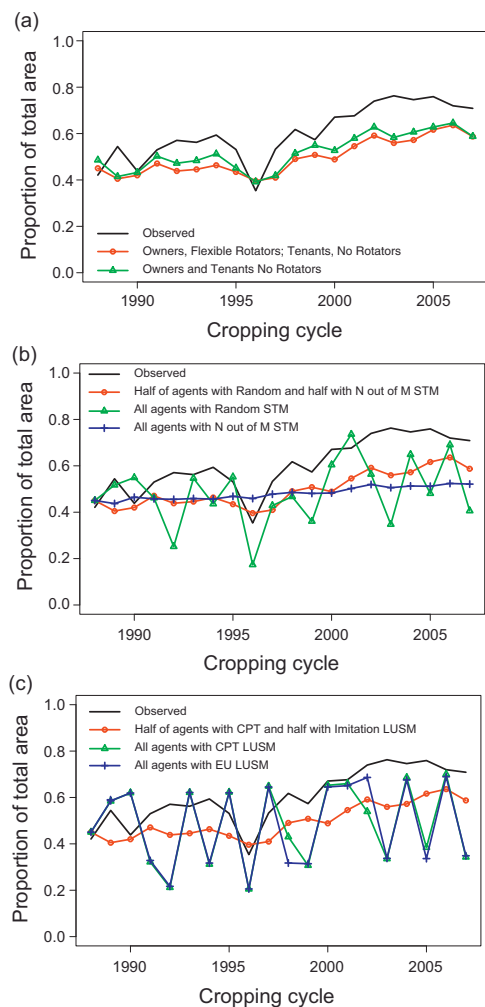 (a)
1.0
0.8
0.6
0.4
0.2
0.0
Proportion of total area
Observed
Owners, Flexible Rotators; Tenants, No Rotators
Owners and Tenants No Rotators
1990 1995 2000 2005
Cropping cycle
(b)
1.0
0.8
0.6
0.4
0.2
0.0
Proportion of total area
Observed
Half of agents with Random and half with N out of M STM
All agents with Random STM
All agents with N out of M STM
1990 1995 2000 2005
Cropping cycle
(c)
1.0
0.8
0.6
0.4
0.2
0.0
Proportion of total area
Observed
Half of agents with CPT and half with Imitation LUSM
All agents with CPT LUSM
All agents with EU LUSM
1990 1995 2000 2005
Cropping cycle